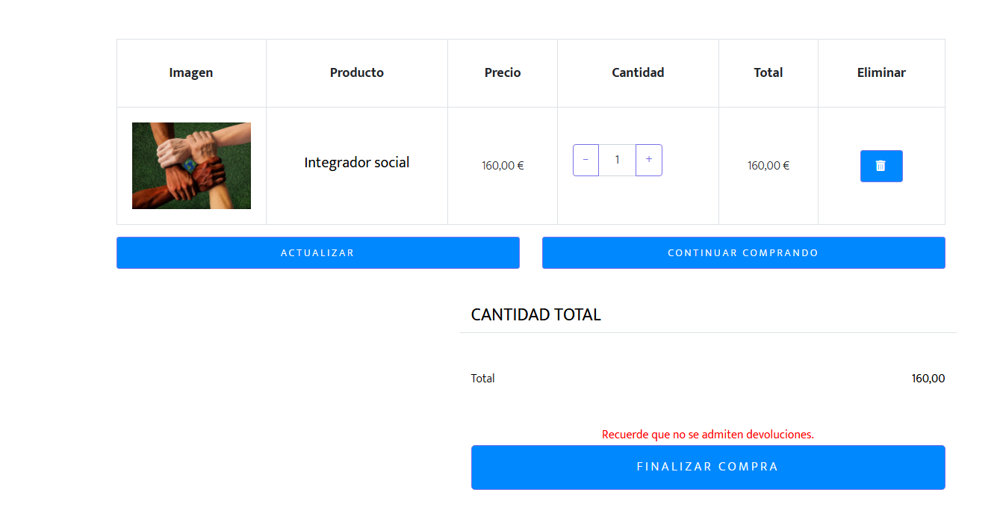 Imagen Producto Precio Cantidad Total Eliminar
Integrador social 160,00 € − 1 + 160,00 €
ACTUALIZAR CONTINUAR COMPRANDO
CANTIDAD TOTAL
Total 160,00
Recuerde que no se admiten devoluciones.
FINALIZAR COMPRA